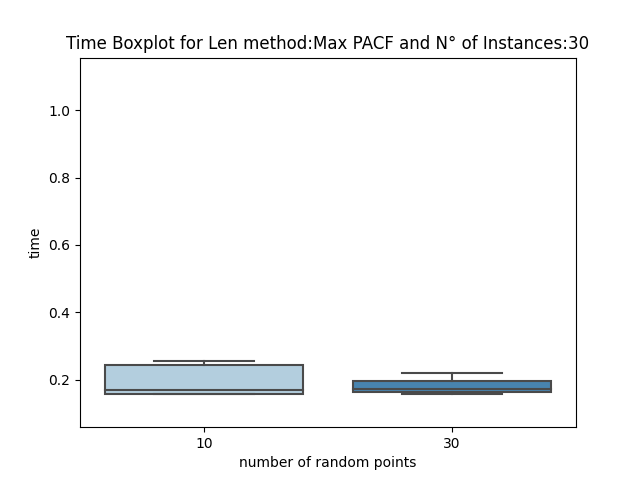 Time Boxplot for Len method:Max PACF and N° of Instances:30
1.0
0.8
0.6
0.4
0.2
time
10
30
number of random points